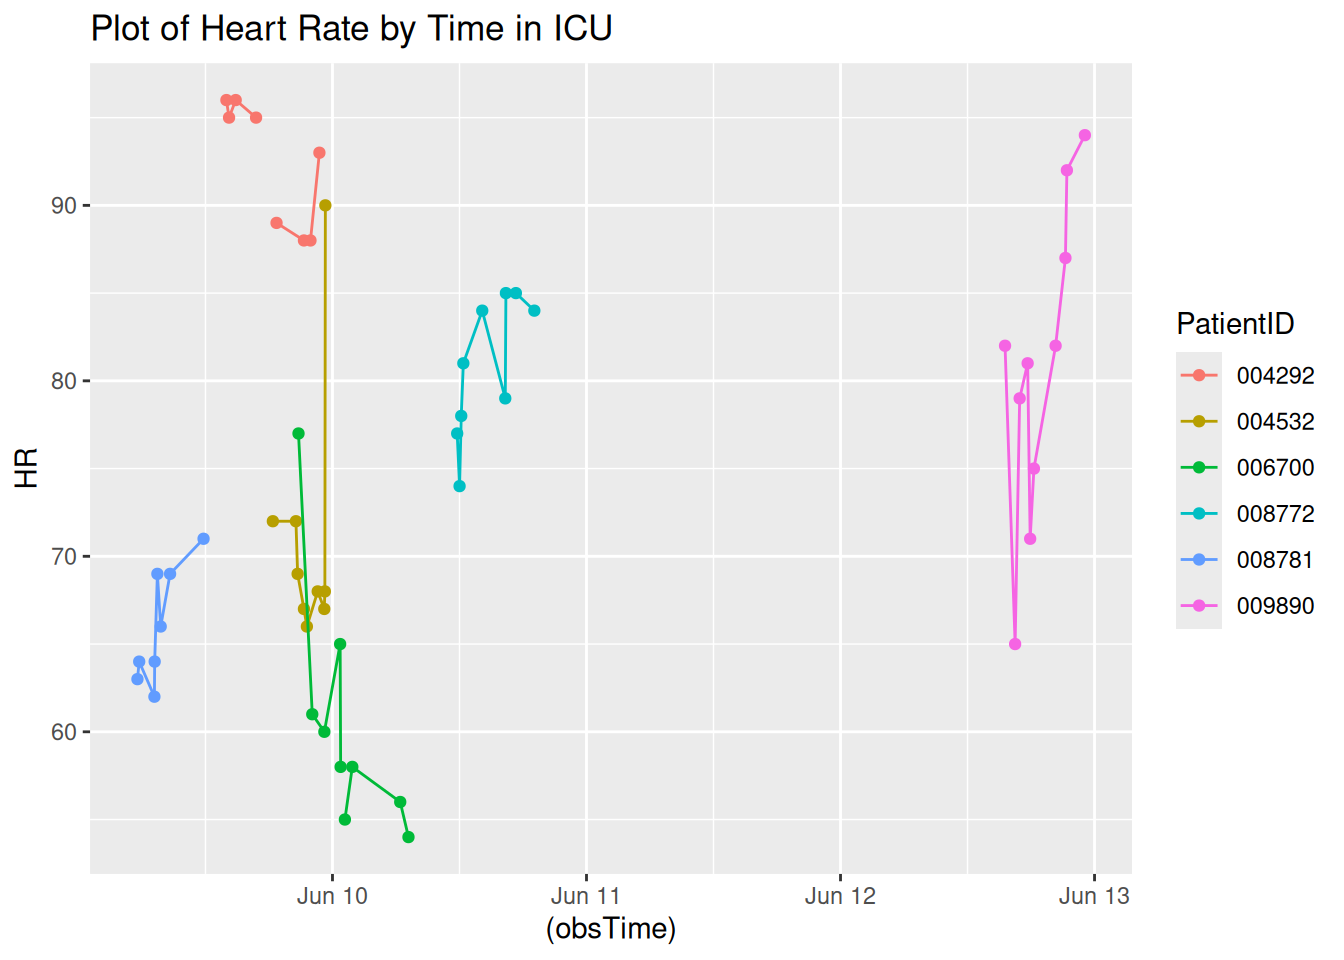 Plot of Heart Rate by Time in ICU
HR
90
80
70
60
Jun 10
Jun 11
Jun 12
Jun 13
(obsTime)
PatientID
004292
004532
006700
008772
008781
009890